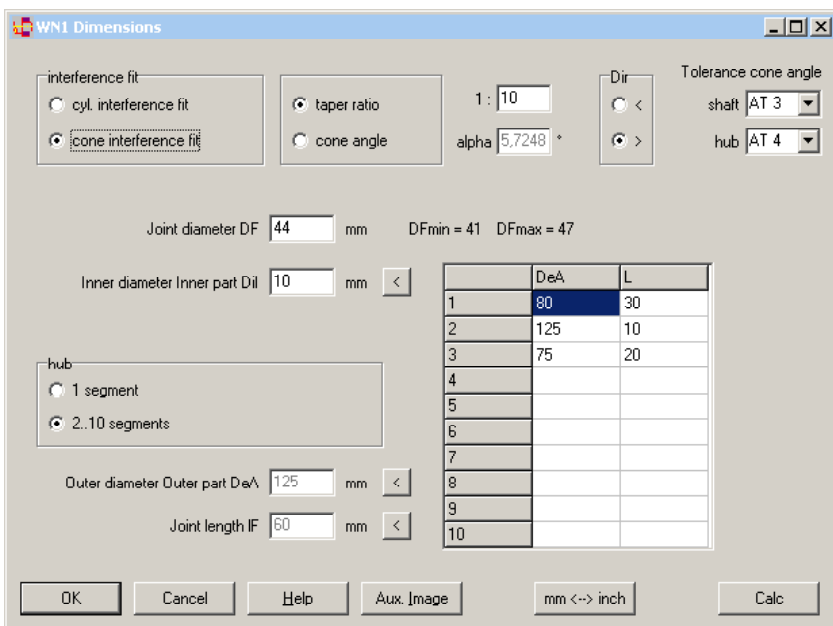 WN1 Dimensions
interference fit
cyl. interference fit
cone interference fit
taper ratio
cone angle
1 : 10
alpha 5,7248 °
Dir
<
>
Tolerance cone angle
shaft AT 3
hub AT 4
Joint diameter DF 44 mm DFmin = 41 DFmax = 47
Inner diameter Inner part DiI 10 mm <
DeA L
1 80 30
2 125 10
3 75 20
4
5
6
7
8
9
10
hub
1 segment
2..10 segments
Outer diameter Outer part DeA 125 mm <
Joint length lF 60 mm <
OK Cancel Help Aux. Image mm <--> inch Calc